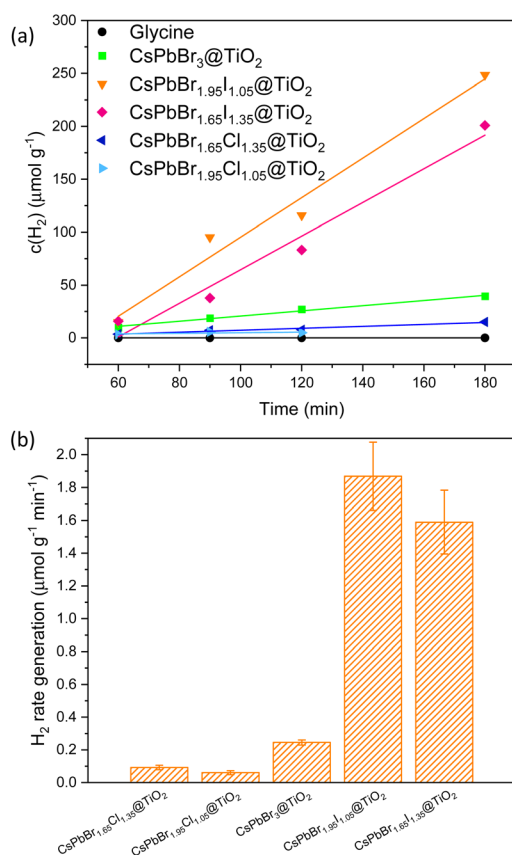 (a)
Glycine
CsPbBr₃@TiO₂
CsPbBr₁.₉₅I₁.₀₅@TiO₂
CsPbBr₁.₆₅I₁.₃₅@TiO₂
CsPbBr₁.₆₅Cl₁.₃₅@TiO₂
CsPbBr₁.₉₅Cl₁.₀₅@TiO₂
c(H₂) (μmol g⁻¹)
300
250
200
150
100
50
0
60 80 100 120 140 160 180
Time (min)
(b)
H₂ rate generation (μmol g⁻¹ min⁻¹)
2.0
1.8
1.6
1.4
1.2
1.0
0.8
0.6
0.4
0.2
0.0
CsPbBr₁.₆₅Cl₁.₃₅@TiO₂
CsPbBr₁.₉₅Cl₁.₀₅@TiO₂
CsPbBr₃@TiO₂
CsPbBr₁.₉₅I₁.₀₅@TiO₂
CsPbBr₁.₆₅I₁.₃₅@TiO₂